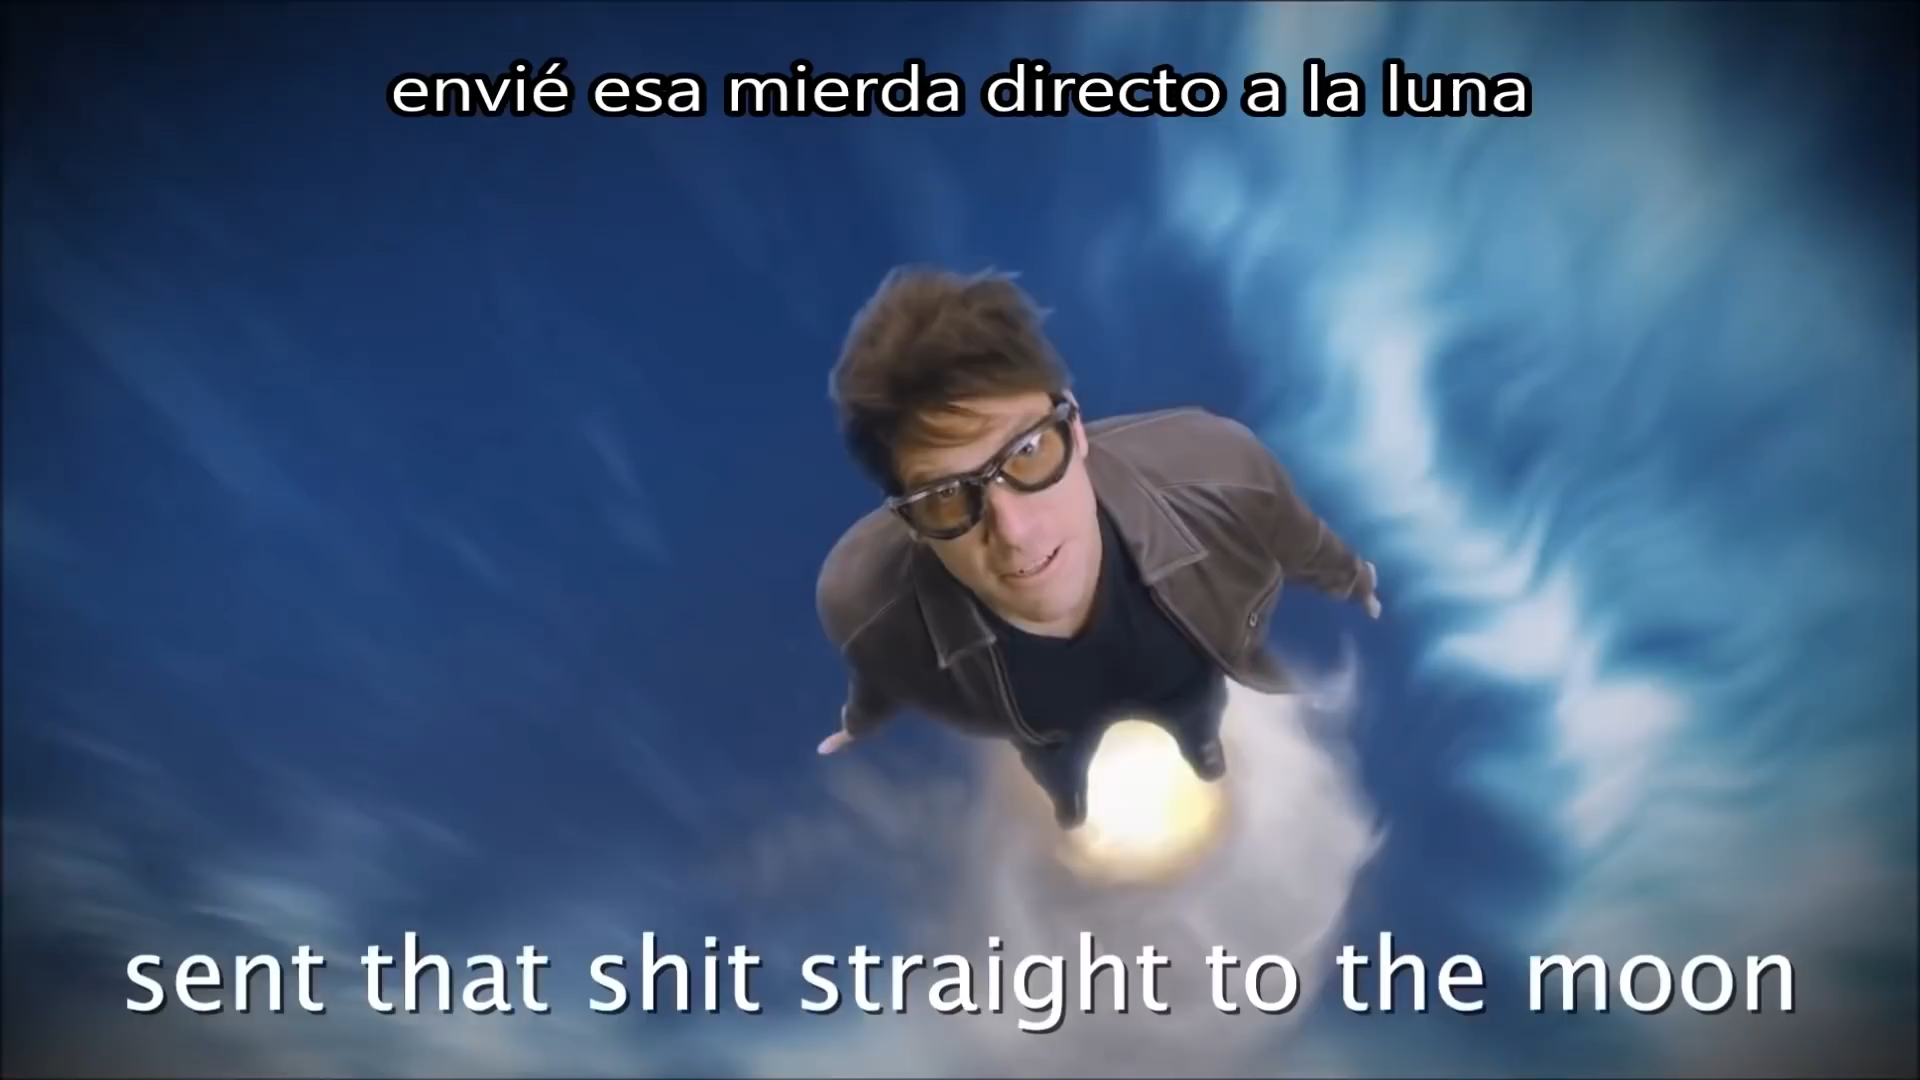 envié esa mierda directo a la luna
sent that shit straight to the moon